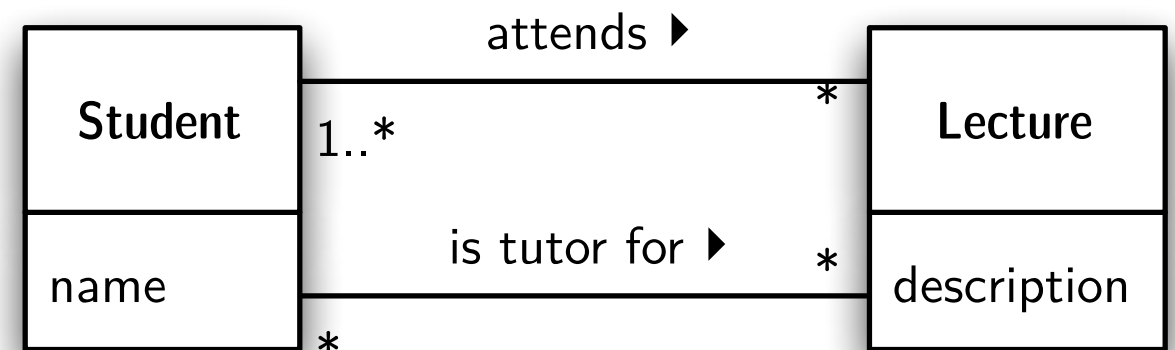 attends ▶
Student
1..*
*
Lecture
is tutor for ▶
*
name
*
description